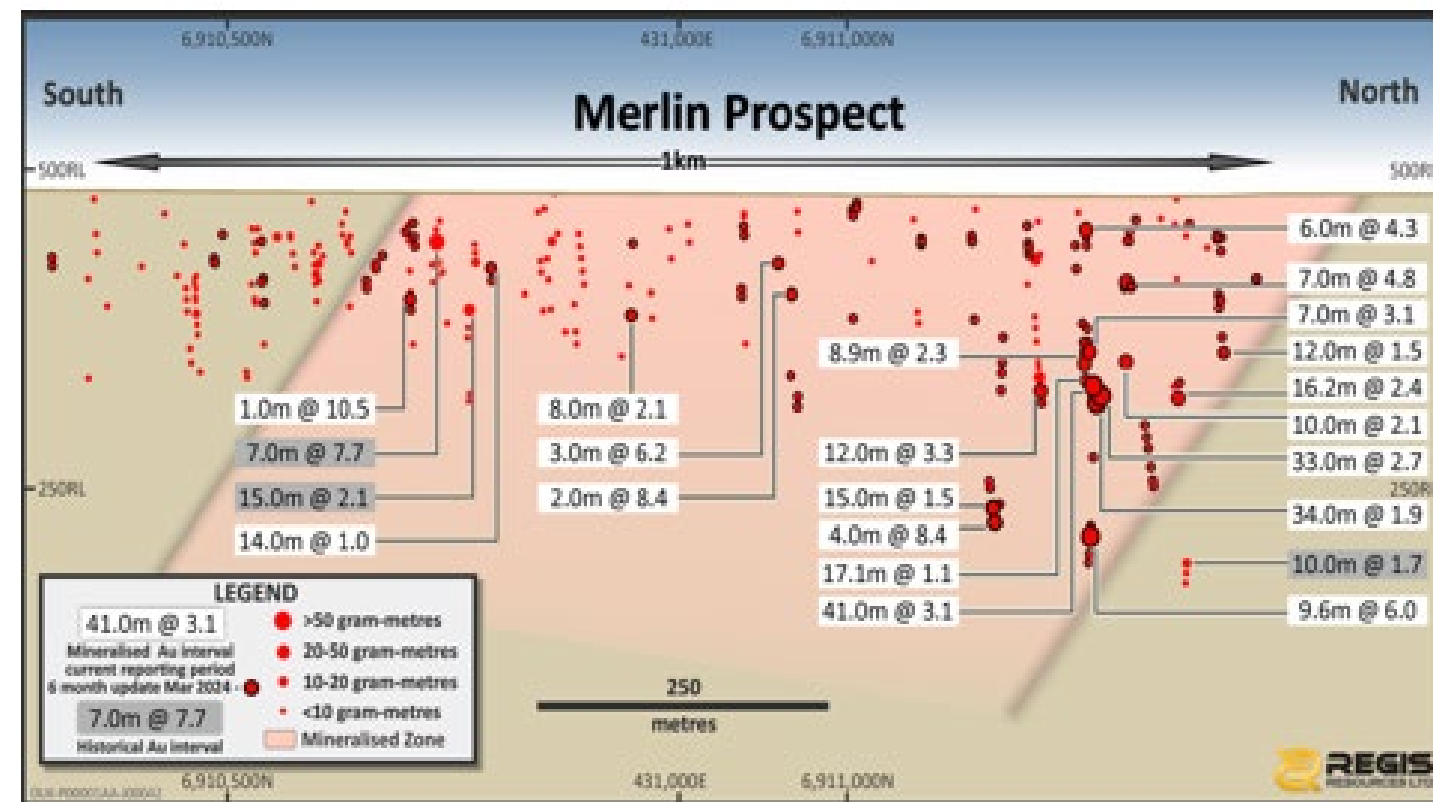 6,910,500N 431,000E 6,911,000N
South
North
Merlin Prospect
1km
500RL
500R
6.0m @ 4.3
7.0m @ 4.8
7.0m @ 3.1
8.9m @ 2.3
12.0m @ 1.5
16.2m @ 2.4
1.0m @ 10.5
8.0m @ 2.1
10.0m @ 2.1
7.0m @ 7.7
3.0m @ 6.2
12.0m @ 3.3
33.0m @ 2.7
250RL
15.0m @ 2.1
2.0m @ 8.4
15.0m @ 1.5
250R
34.0m @ 1.9
14.0m @ 1.0
4.0m @ 8.4
17.1m @ 1.1
10.0m @ 1.7
41.0m @ 3.1
9.6m @ 6.0
LEGEND
41.0m @ 3.1
Mineralised Au interval
current reporting period
6 month update Mar 2024 -
7.0m @ 7.7
Historical Au interval
>50 gram-metres
20-50 gram-metres
10-20 gram-metres
<10 gram-metres
Mineralised Zone
250
metres
REGIS
RESOURCES LTD
6,910,500N 431,000E 6,911,000N